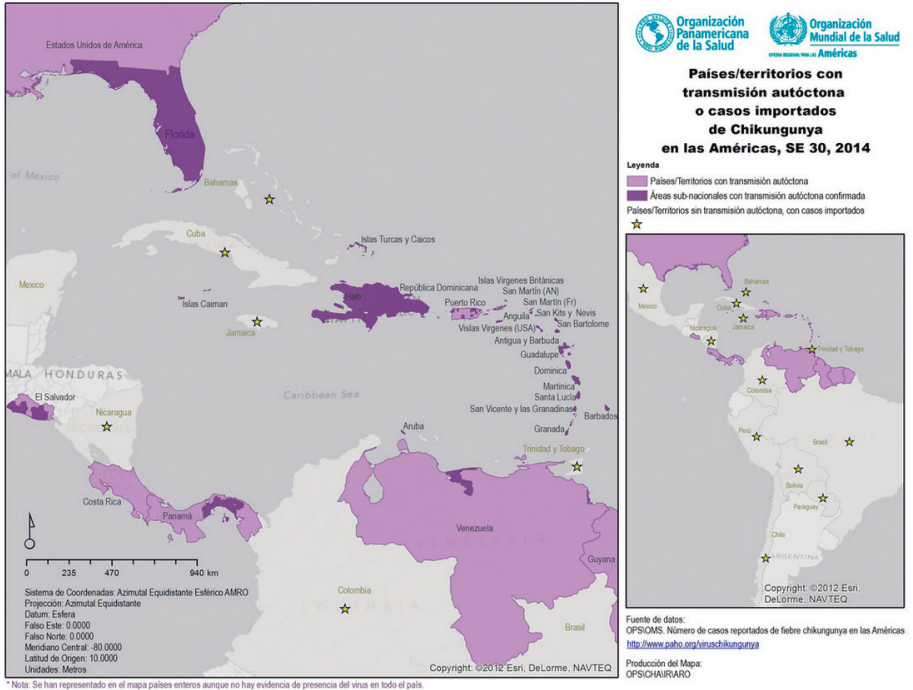 Estados Unidos de América
Florida
of Mexico
Bahamas
Cuba
Islas Turcas y Caicos
Mexico
Haití
República Dominicana
Islas Virgenes Británicas
San Martín (AN)
Puerto Rico
San Martín (Fr)
Anguila
San Kits y Nevis
Islas Caiman
Vislas Virgenes (USA)
San Bartolome
Jamaica
Antigua y Barbuda
Guadalupe
MALA HONDURAS
Dominica
Caribbean Sea
Martinica
El Salvador
Santa Lucía
Nicaragua
San Vicente y las Granadinas
Barbados
Aruba
Granada
Trinidad y Tobago
Costa Rica
Panamá
Venezuela
VENEZUELA
Guyana
0 235 470 940 km
Colombia
COLOMBIA
Brasil
Sistema de Coordenadas: Azimutal Equidistante Esférico AMRO
Projección: Azimutal Equidistante
Datum: Esfera
Falso Este: 0.0000
Falso Norte: 0.0000
Meridiano Central: -80.0000
Latitud de Origen: 10.0000
Unidades: Metros
Copyright: ©2012 Esri, DeLorme, NAVTEQ
* Nota: Se han representado en el mapa países enteros aunque no hay evidencia de presencia del virus en todo el país.
Organización
Panamericana
de la Salud
Organización
Mundial de la Salud
OFICINA REGIONAL PARA LAS Américas
Países/territorios con
transmisión autóctona
o casos importados
de Chikungunya
en las Américas, SE 30, 2014
Leyenda
Países/Territorios con transmisión autóctona
Áreas sub-nacionales con transmisión autóctona confirmada
Países/Territorios sin transmisión autóctona, con casos importados
Bahamas
Mexico
Cuba
Jamaica
Nicaragua
Trinidad y Tobago
Colombia
Perú
Brasil
Bolivia
Paraguay
Chile
ARGENTINA
Copyright: ©2012 Esri,
DeLorme, NAVTEQ
Fuente de datos:
OPS\OMS. Número de casos reportados de fiebre chikungunya en las Américas
http://www.paho.org/viruschikungunya
Producción del Mapa:
OPS\CHA\IR\ARO